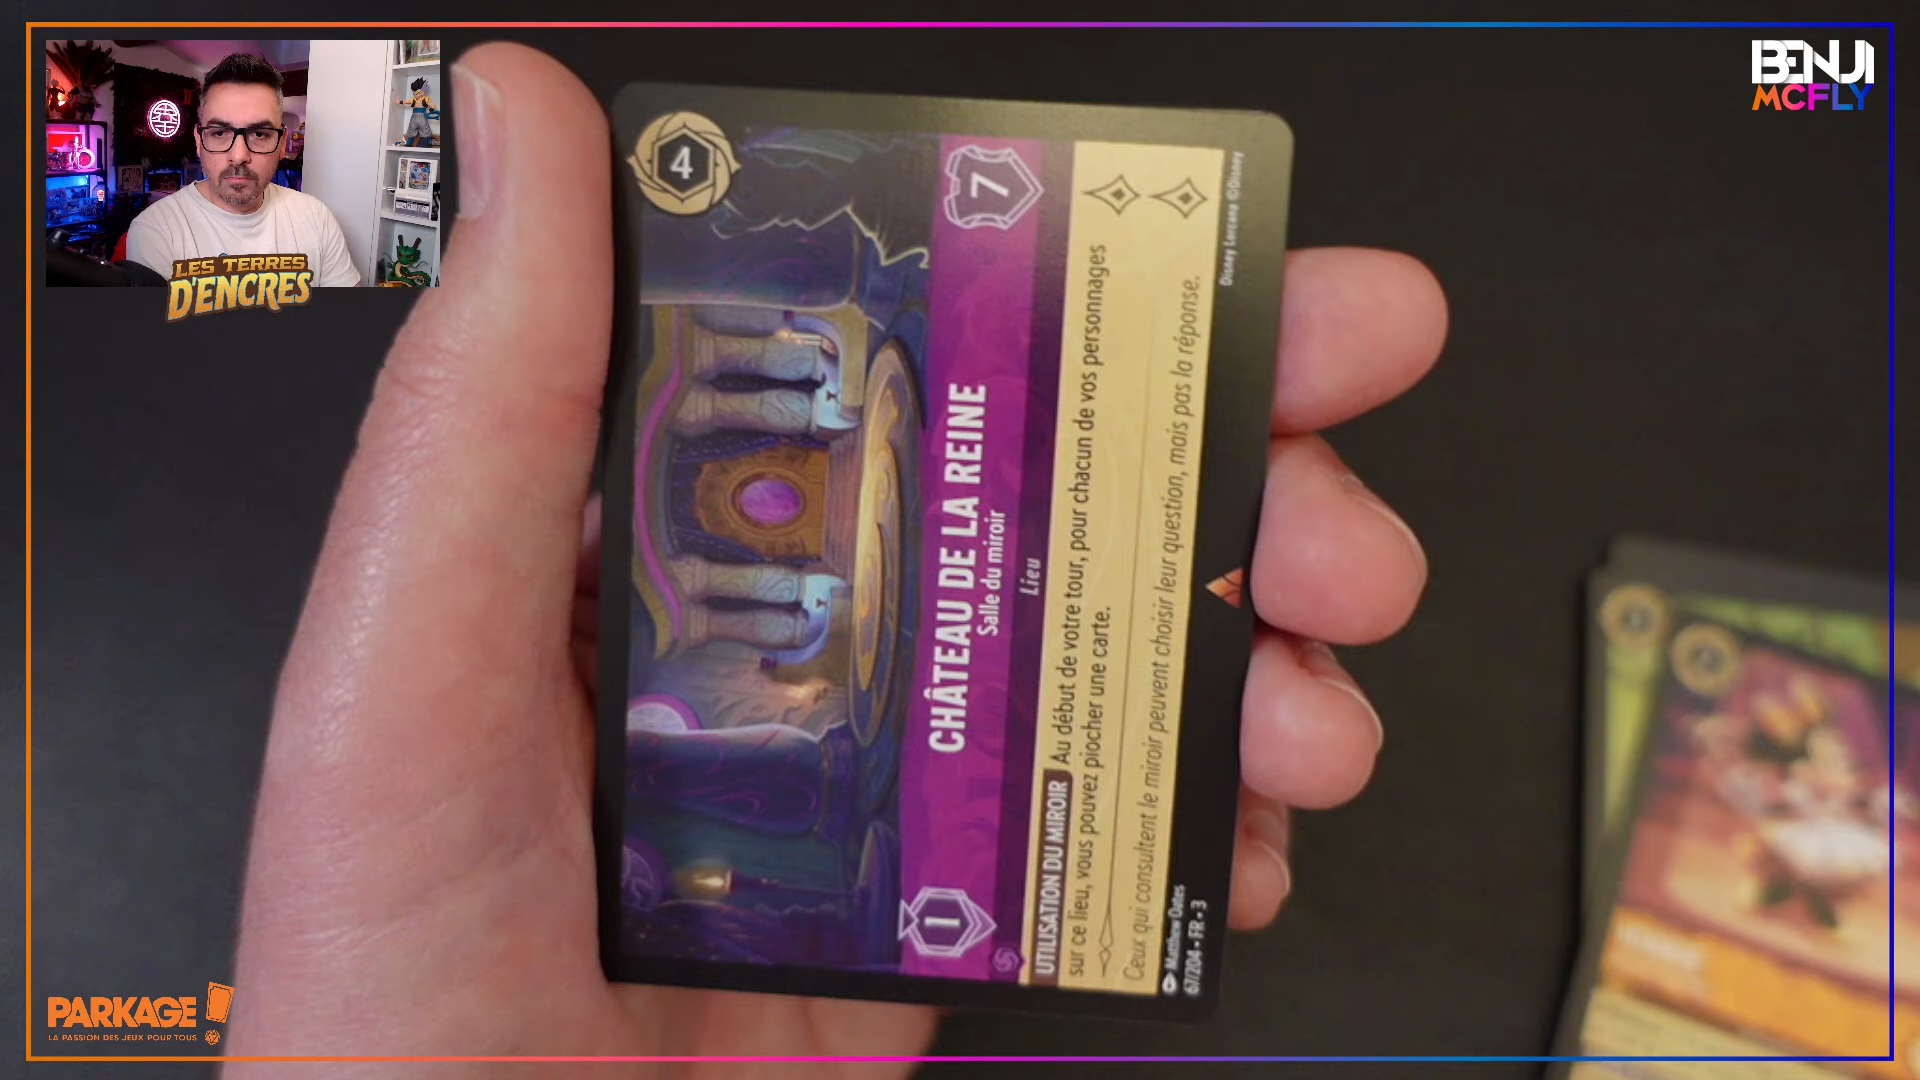 BENJI
MCFLY
LES TERRES
D'ENCRES
4
7
1
CHÂTEAU DE LA REINE
Salle du miroir
Lieu
UTILISATION DU MIROIR Au début de votre tour, pour chacun de vos personnages
sur ce lieu, vous pouvez piocher une carte.
Ceux qui consultent le miroir peuvent choisir leur question, mais pas la réponse.
Matthew Oates
67/204 • FR • 3
Disney Lorcana ©Disney
PARKAGE
LA PASSION DES JEUX POUR TOUS